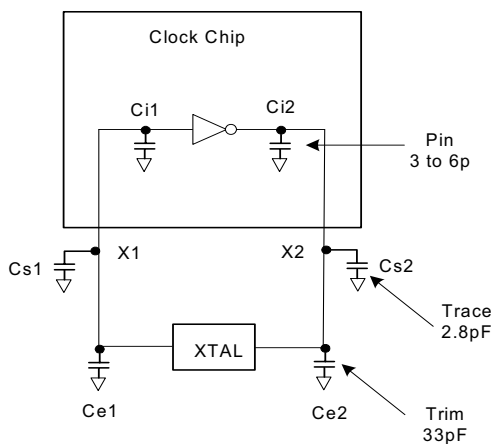 Clock Chip
Ci1
Ci2
Pin
3 to 6p
X1
X2
Cs1
Cs2
Trace
2.8pF
XTAL
Ce1
Ce2
Trim
33pF